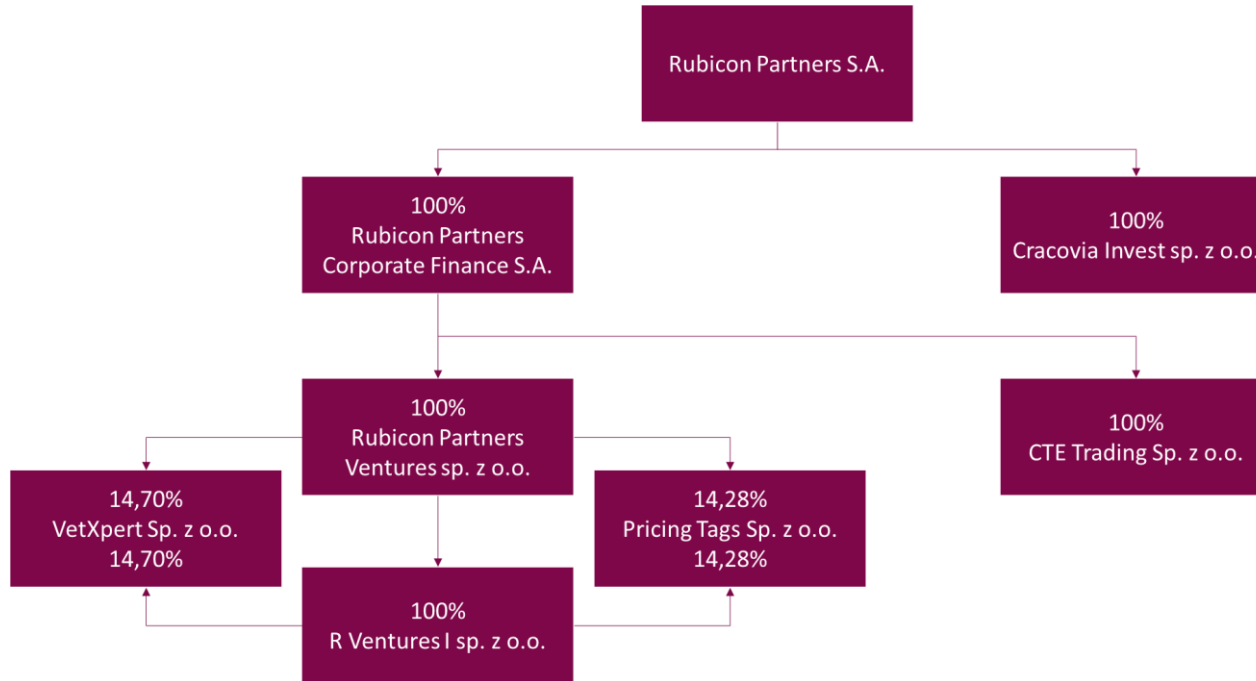 Rubicon Partners S.A.
100%
Rubicon Partners
Corporate Finance S.A.
100%
Cracovia Invest sp. z o.o.
100%
Rubicon Partners
Ventures sp. z o.o.
100%
CTE Trading Sp. z o.o.
14,70%
VetXpert Sp. z o.o.
14,70%
14,28%
Pricing Tags Sp. z o.o.
14,28%
100%
R Ventures I sp. z o.o.